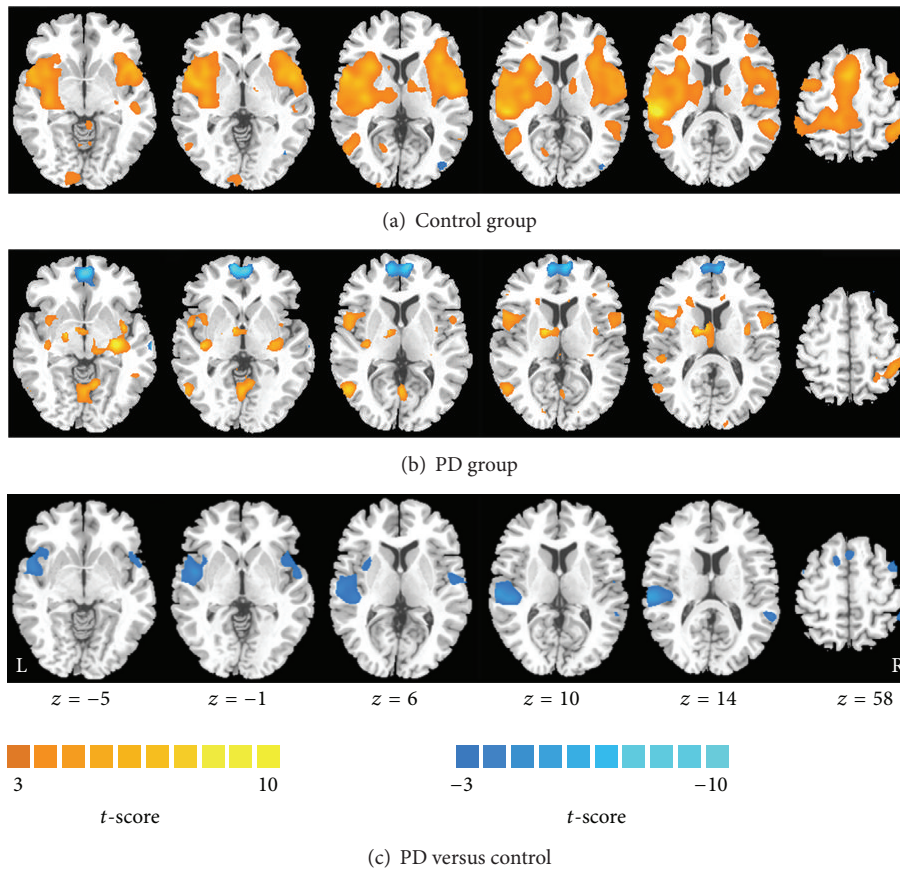 (a) Control group
(b) PD group
L R
z = −5 z = −1 z = 6 z = 10 z = 14 z = 58
3 10 −3 −10
t-score t-score
(c) PD versus control